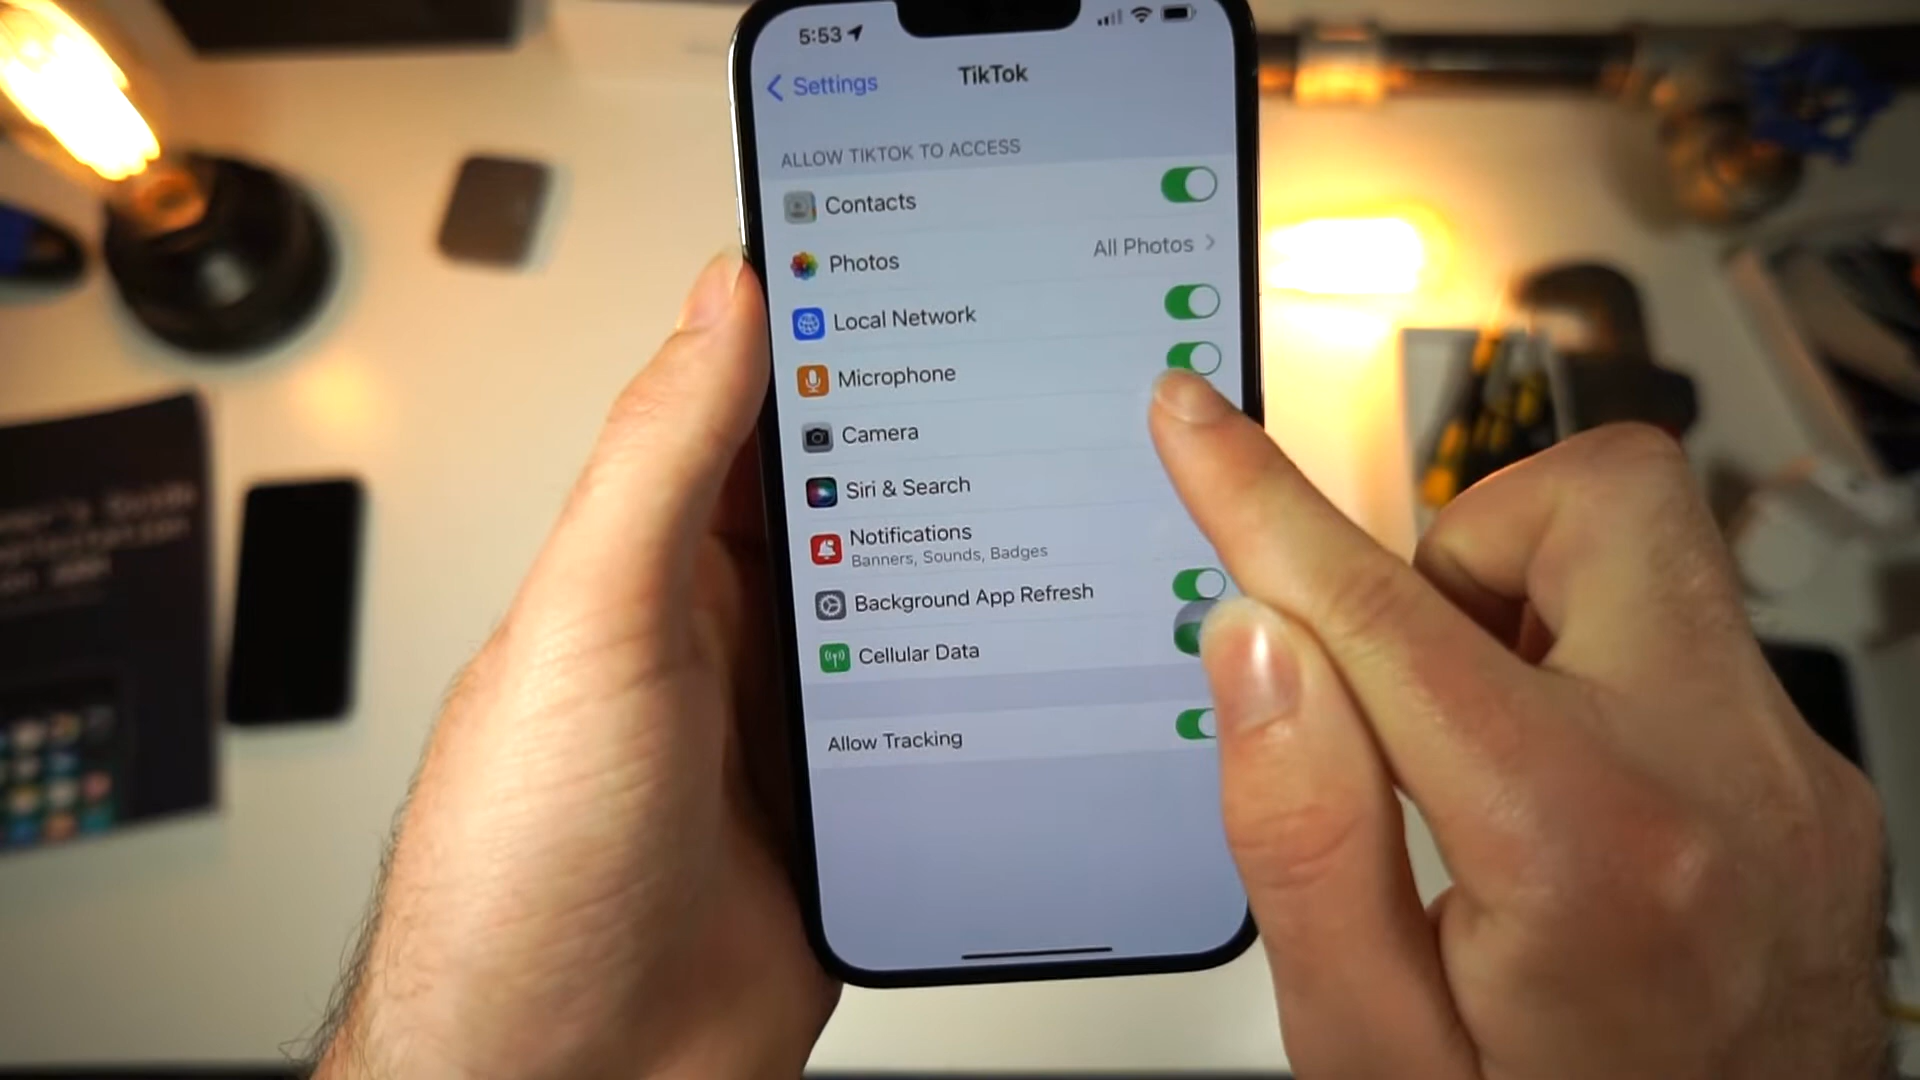 5:53
Settings
TikTok
ALLOW TIKTOK TO ACCESS
Contacts
Photos
All Photos
Local Network
Microphone
Camera
Siri & Search
Notifications
Banners, Sounds, Badges
Background App Refresh
Cellular Data
Allow Tracking
Guide